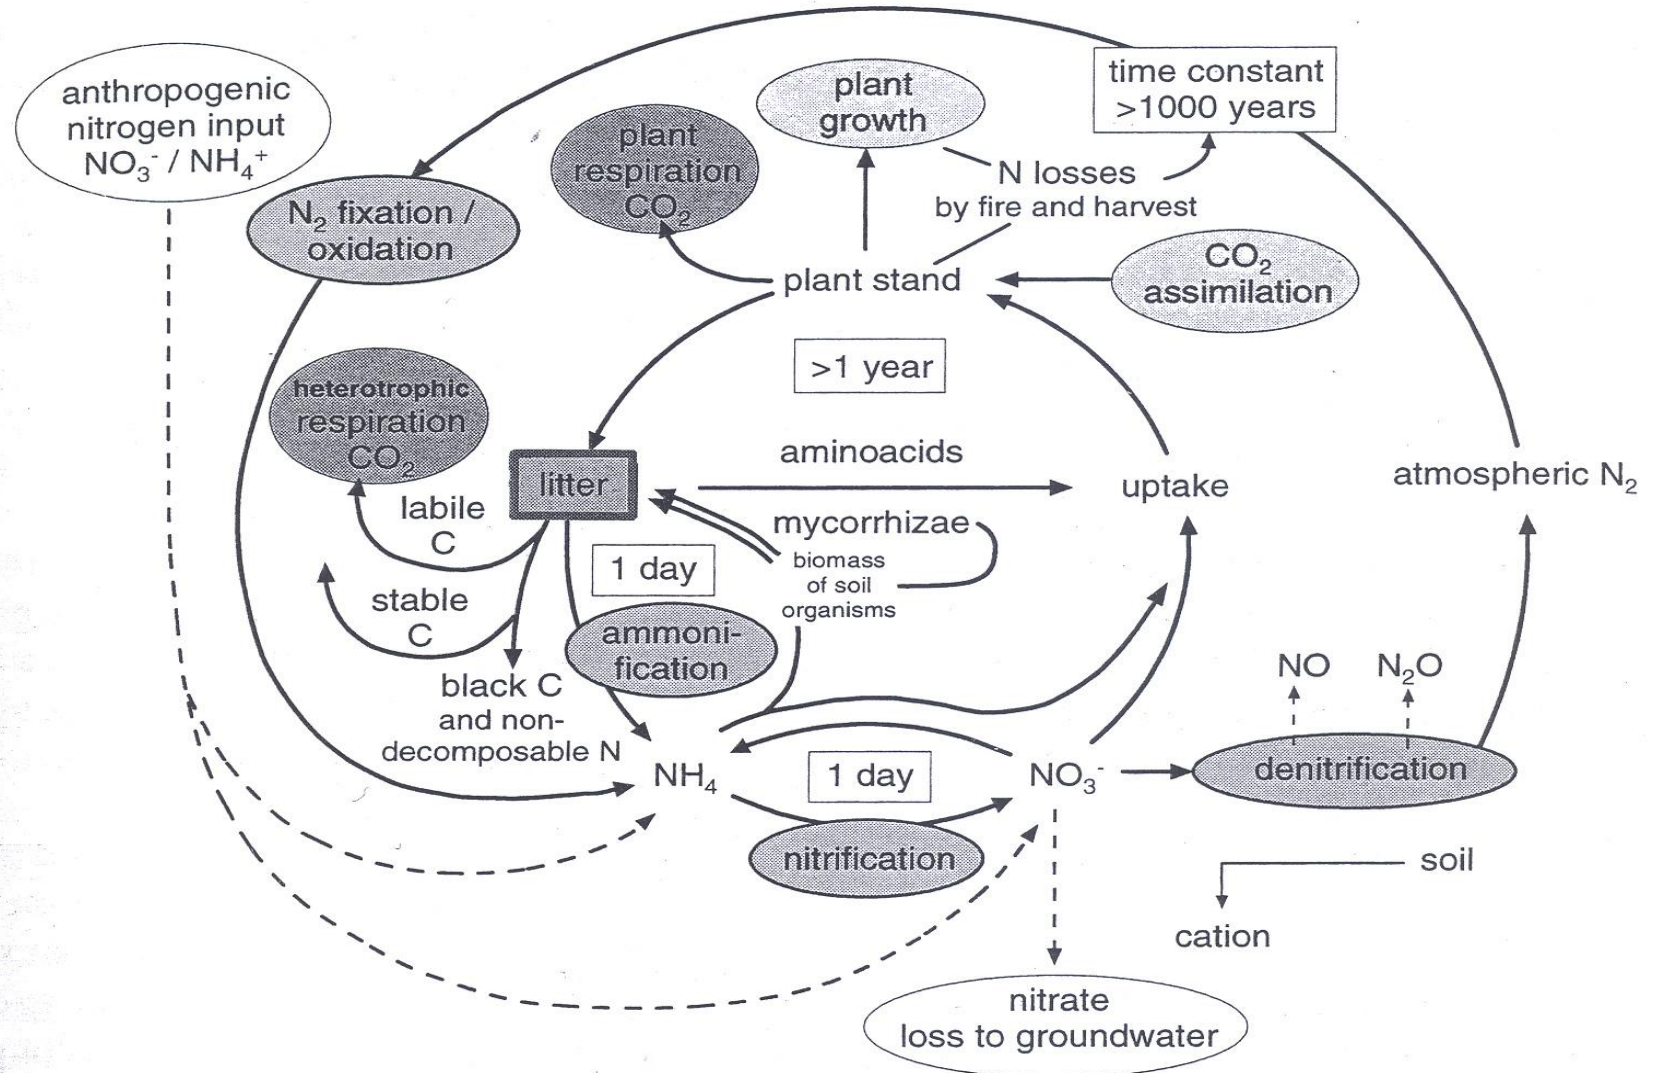 anthropogenic
nitrogen input
NO₃⁻ / NH₄⁺
time constant
>1000 years
plant
growth
plant
respiration
CO₂
N losses
by fire and harvest
N₂ fixation /
oxidation
plant stand
CO₂
assimilation
>1 year
heterotrophic
respiration
CO₂
litter
aminoacids
uptake
atmospheric N₂
labile
C
mycorrhizae
biomass
of soil
organisms
1 day
stable
C
ammoni-
fication
black C
and non-
decomposable N
NO
N₂O
NH₄
1 day
NO₃⁻
denitrification
nitrification
soil
cation
nitrate
loss to groundwater